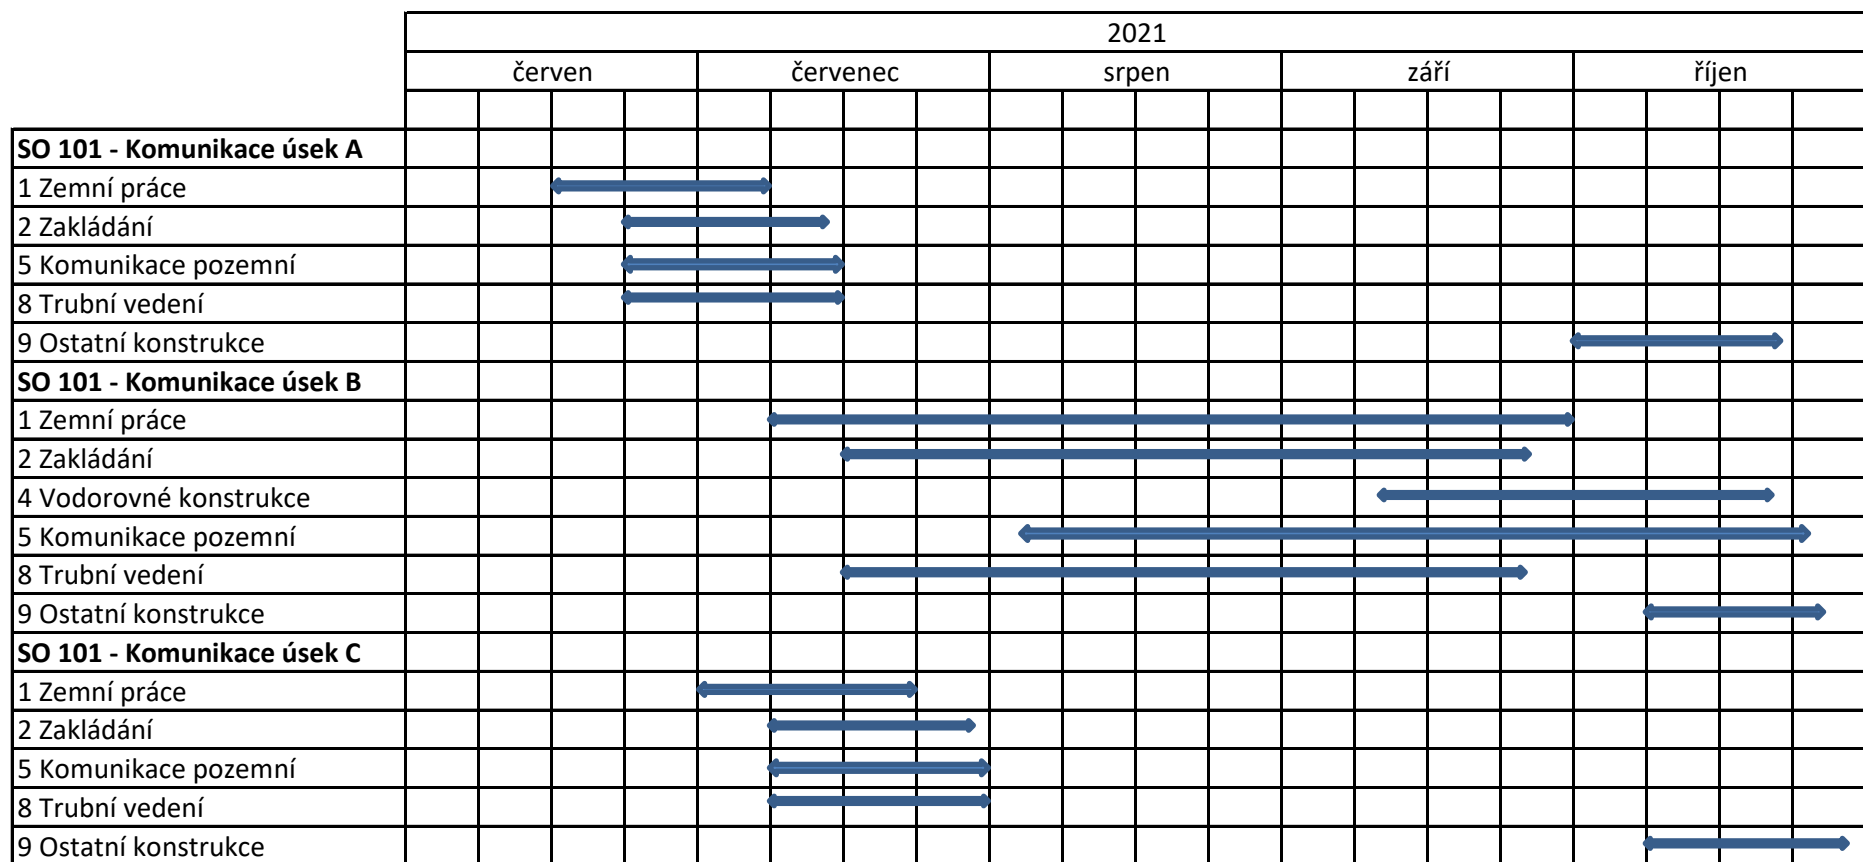 2021
červen červenec srpen září říjen
SO 101 - Komunikace úsek A
1 Zemní práce
2 Zakládání
5 Komunikace pozemní
8 Trubní vedení
9 Ostatní konstrukce
SO 101 - Komunikace úsek B
1 Zemní práce
2 Zakládání
4 Vodorovné konstrukce
5 Komunikace pozemní
8 Trubní vedení
9 Ostatní konstrukce
SO 101 - Komunikace úsek C
1 Zemní práce
2 Zakládání
5 Komunikace pozemní
8 Trubní vedení
9 Ostatní konstrukce